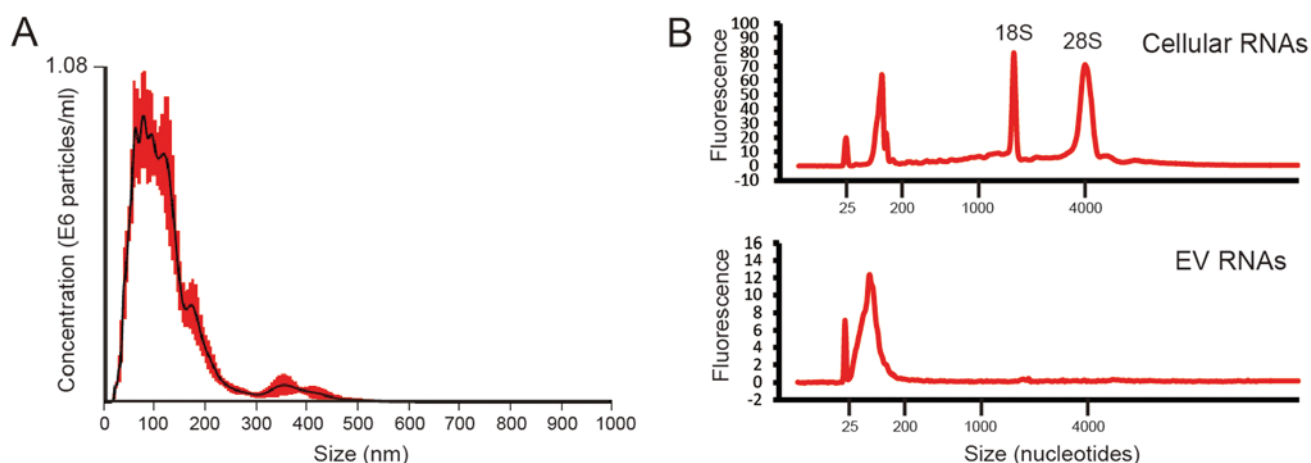 A
1.08
Concentration (E6 particles/ml)
0 100 200 300 400 500 600 700 800 900 1000
Size (nm)
B
Cellular RNAs
18S 28S
Fluorescence
100
90
80
70
60
50
40
30
20
10
0
-10
25 200 1000 4000
EV RNAs
Fluorescence
16
14
12
10
8
6
4
2
0
-2
25 200 1000 4000
Size (nucleotides)